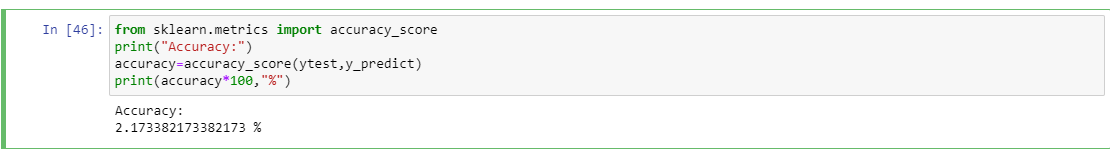 In [46]: from sklearn.metrics import accuracy_score
print("Accuracy:")
accuracy=accuracy_score(ytest,y_predict)
print(accuracy*100,"%")
Accuracy:
2.173382173382173 %